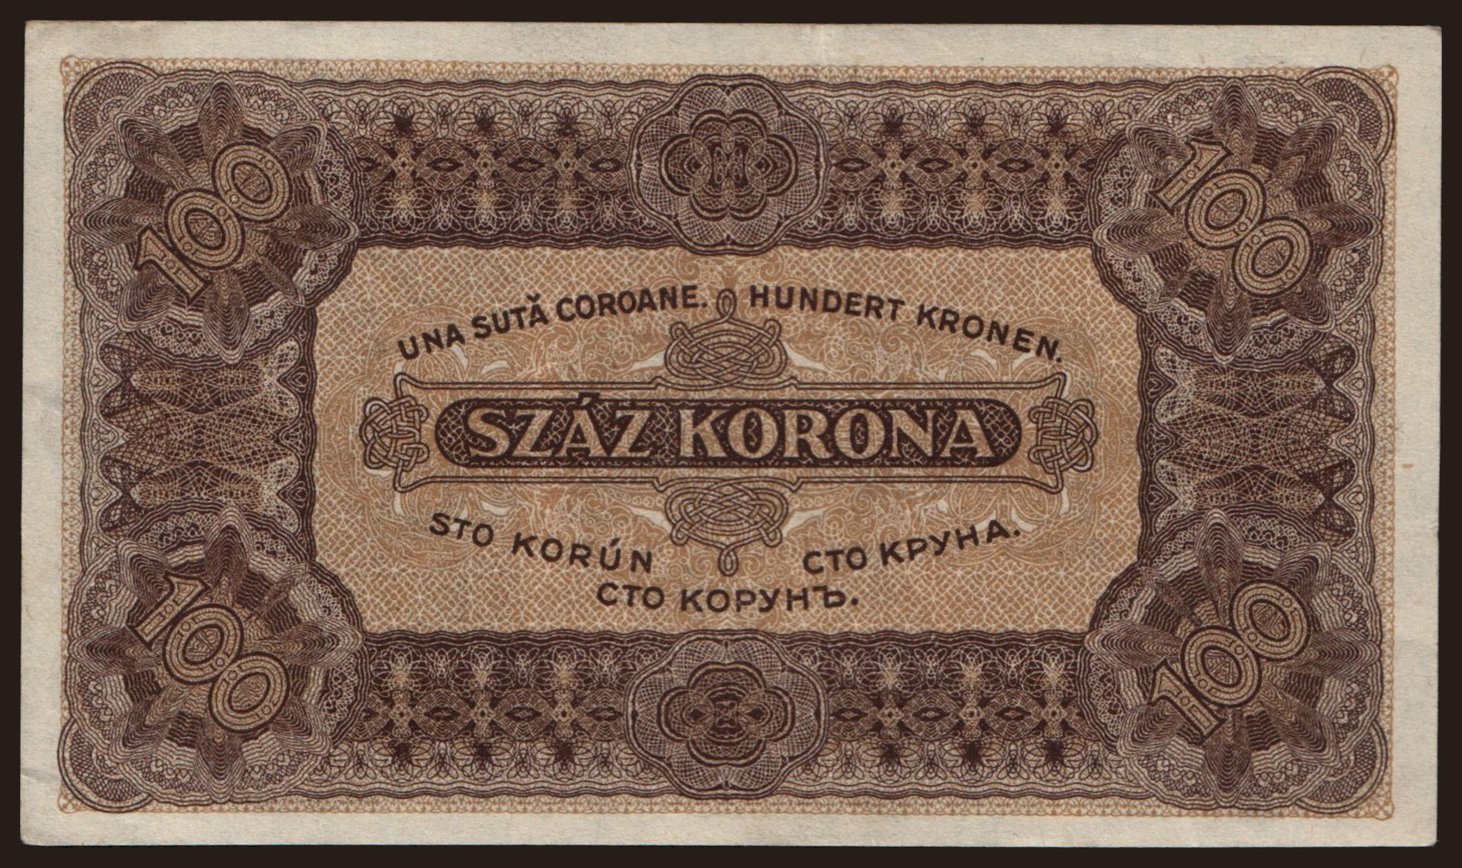 100
100
UNA SUTĂ COROANE.
HUNDERT KRONEN.
SZÁZ KORONA
STO KORÚN
СТО КРУНА.
СТО КОРУНЪ.
100
100